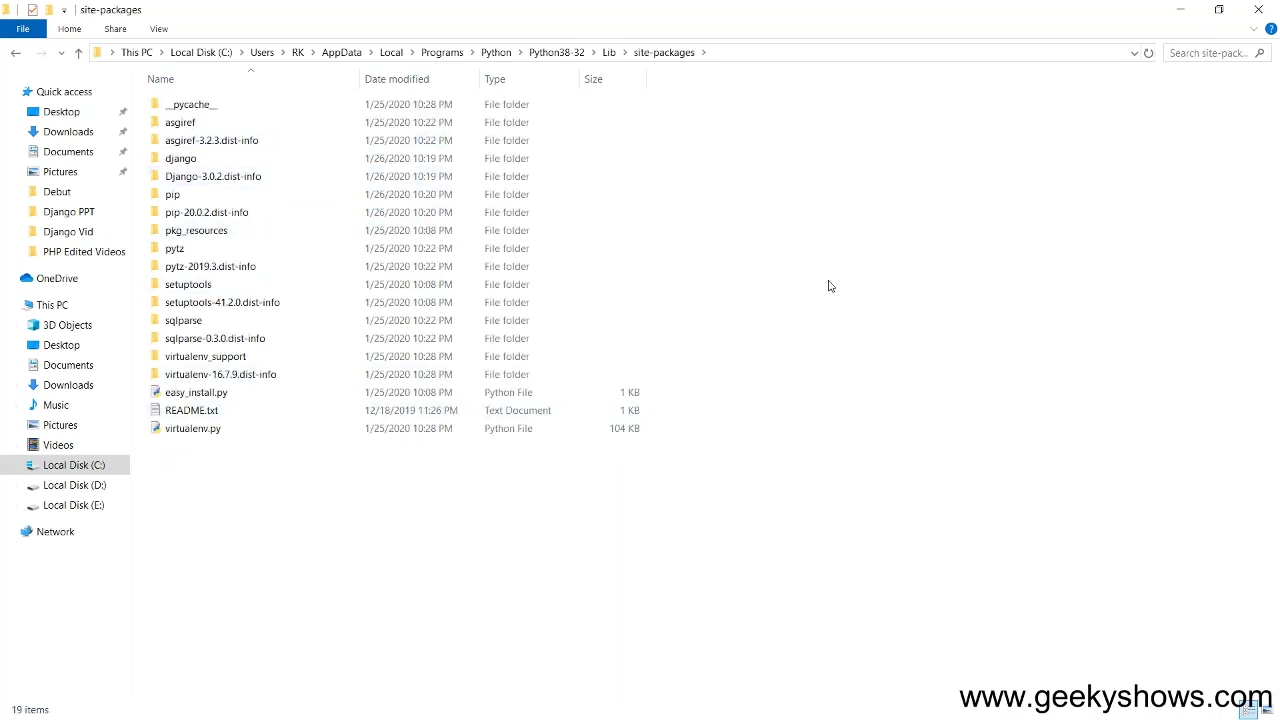 site-packages
File Home Share View
This PC Local Disk (C:) Users RK AppData Local Programs Python Python38-32 Lib site-packages
Search site-pack...
Name Date modified Type Size
Quick access
Desktop
Downloads
Documents
Pictures
Debut
Django PPT
Django Vid
PHP Edited Videos
OneDrive
This PC
3D Objects
Desktop
Documents
Downloads
Music
Pictures
Videos
Local Disk (C:)
Local Disk (D:)
Local Disk (E:)
Network
__pycache__ 1/25/2020 10:28 PM File folder
asgiref 1/25/2020 10:22 PM File folder
asgiref-3.2.3.dist-info 1/25/2020 10:22 PM File folder
django 1/26/2020 10:19 PM File folder
Django-3.0.2.dist-info 1/26/2020 10:19 PM File folder
pip 1/26/2020 10:20 PM File folder
pip-20.0.2.dist-info 1/26/2020 10:20 PM File folder
pkg_resources 1/25/2020 10:08 PM File folder
pytz 1/25/2020 10:22 PM File folder
pytz-2019.3.dist-info 1/25/2020 10:22 PM File folder
setuptools 1/25/2020 10:08 PM File folder
setuptools-41.2.0.dist-info 1/25/2020 10:08 PM File folder
sqlparse 1/25/2020 10:22 PM File folder
sqlparse-0.3.0.dist-info 1/25/2020 10:22 PM File folder
virtualenv_support 1/25/2020 10:28 PM File folder
virtualenv-16.7.9.dist-info 1/25/2020 10:28 PM File folder
easy_install.py 1/25/2020 10:08 PM Python File 1 KB
README.txt 12/18/2019 11:26 PM Text Document 1 KB
virtualenv.py 1/25/2020 10:28 PM Python File 104 KB
19 items
www.geekyshows.com